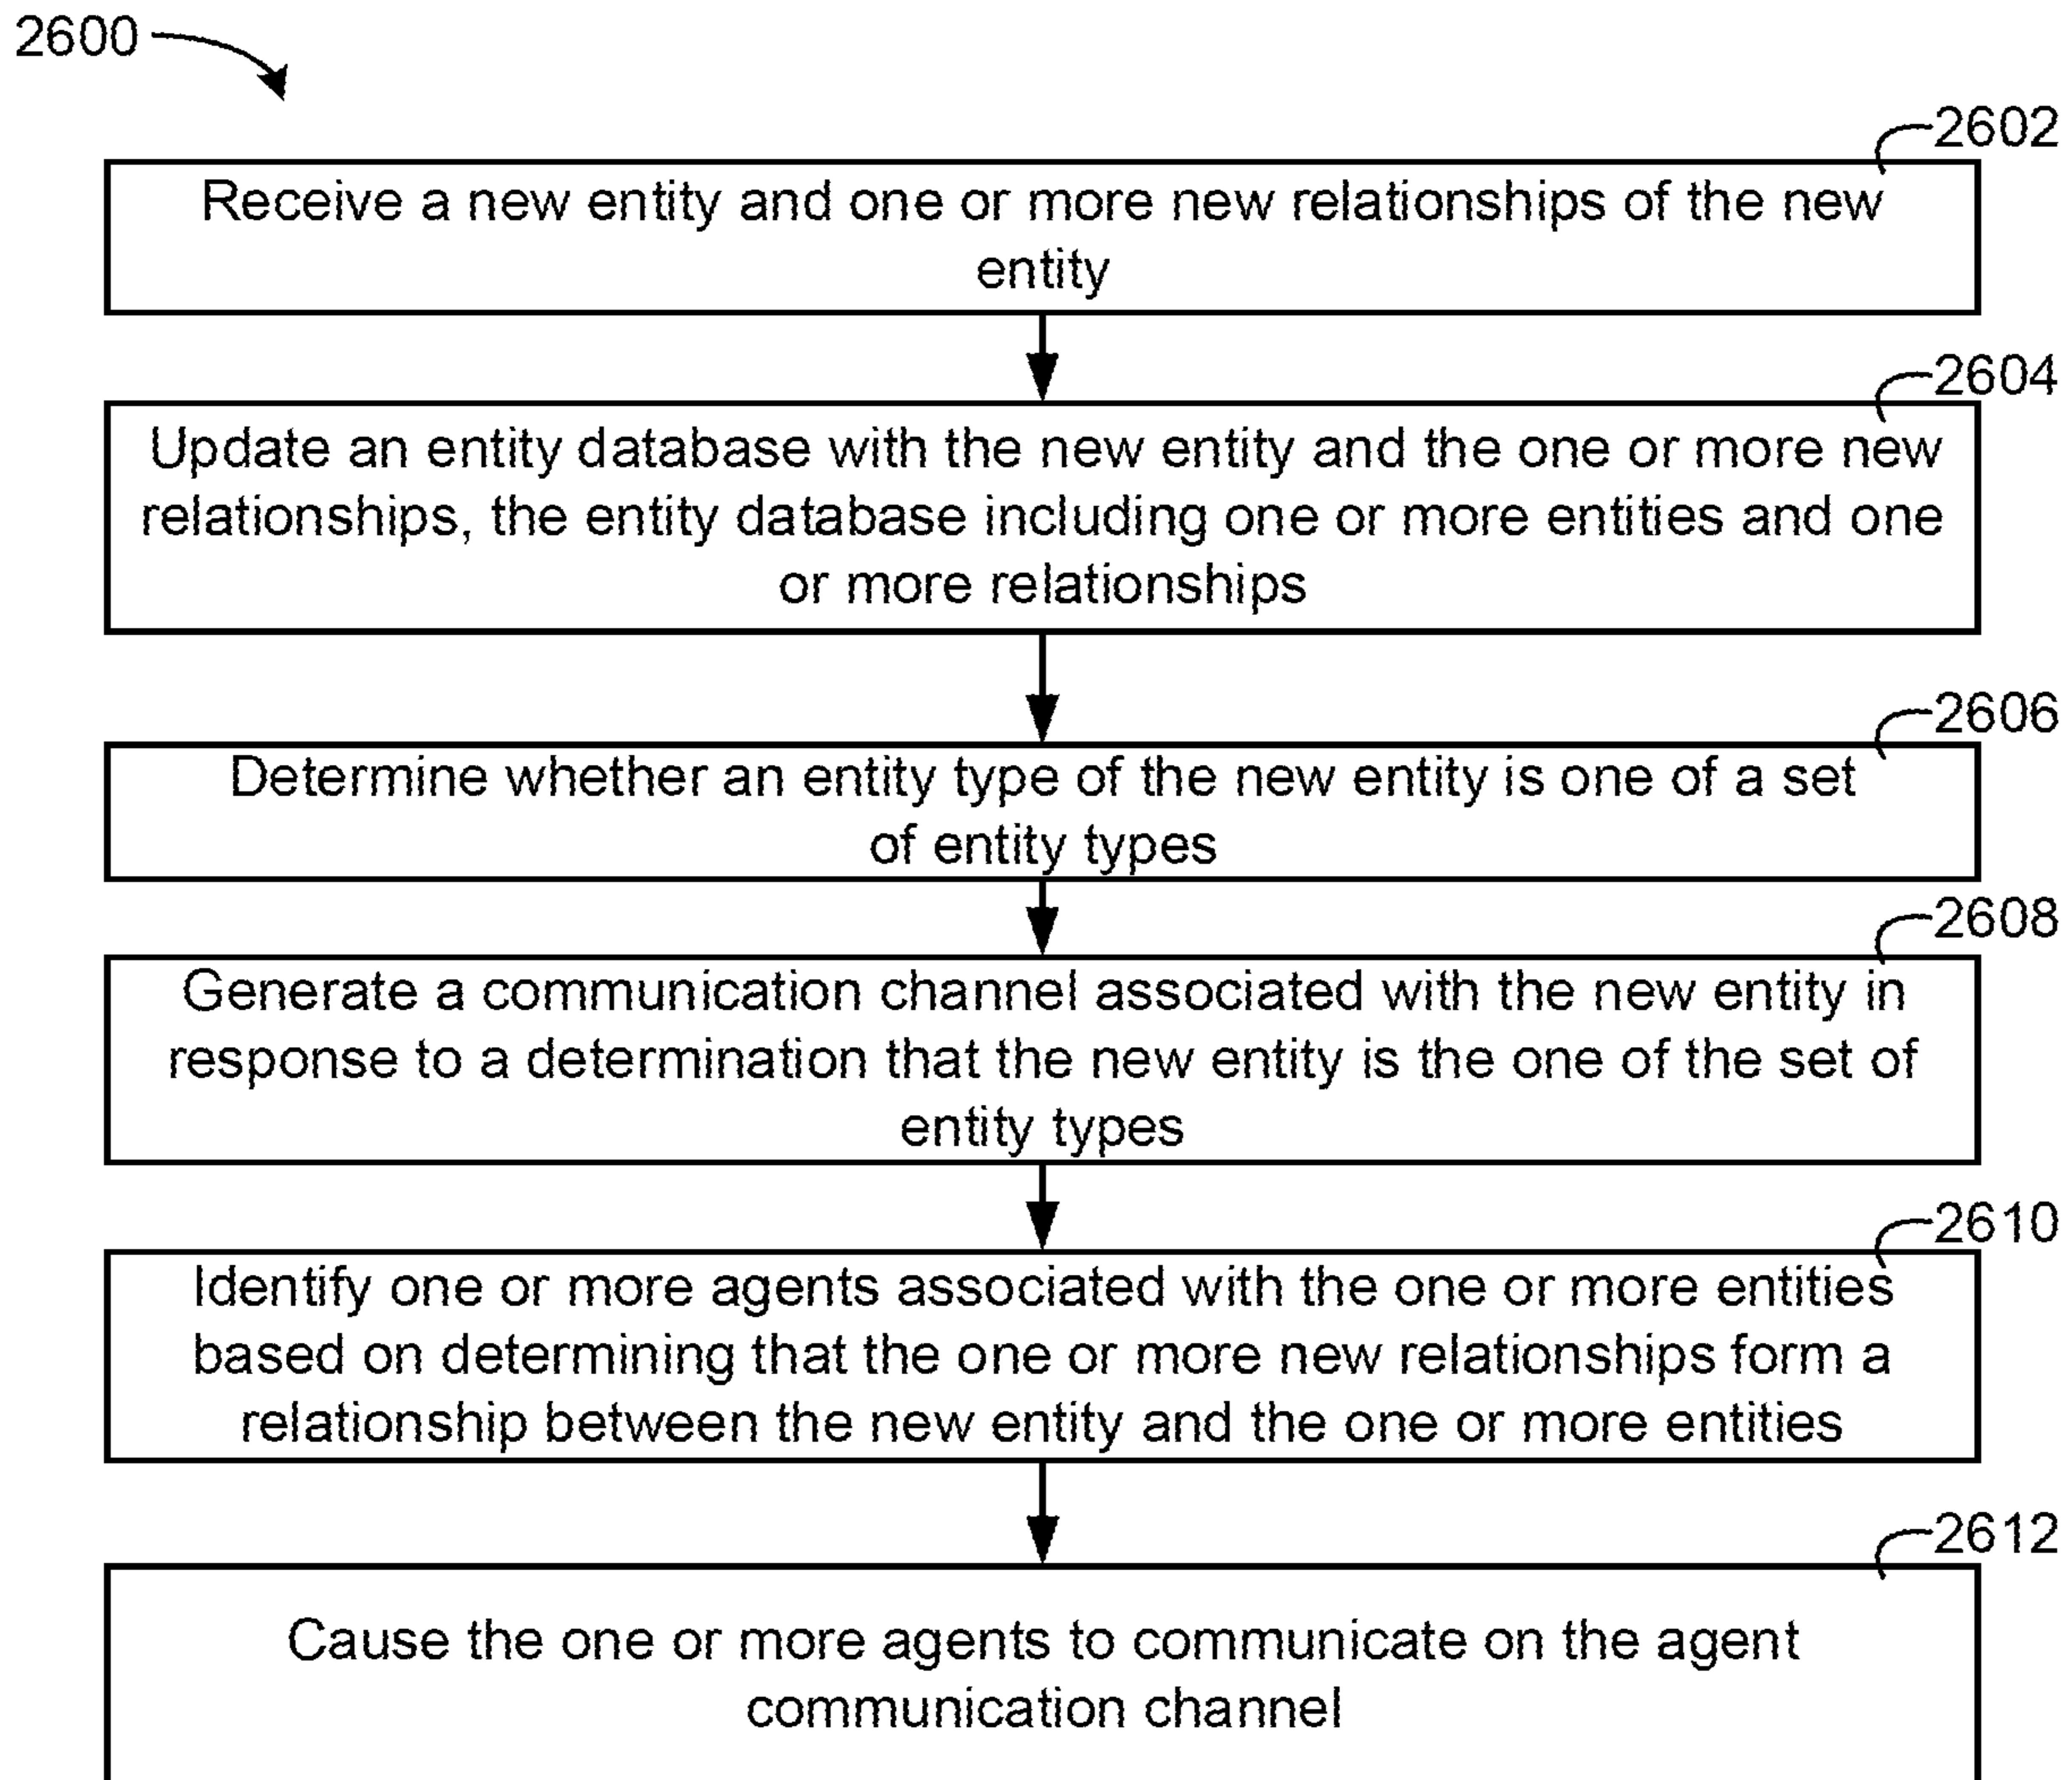 2600
2602
Receive a new entity and one or more new relationships of the new
entity
2604
Update an entity database with the new entity and the one or more new
relationships, the entity database including one or more entities and one
or more relationships
2606
Determine whether an entity type of the new entity is one of a set
of entity types
2608
Generate a communication channel associated with the new entity in
response to a determination that the new entity is the one of the set of
entity types
2610
Identify one or more agents associated with the one or more entities
based on determining that the one or more new relationships form a
relationship between the new entity and the one or more entities
2612
Cause the one or more agents to communicate on the agent
communication channel